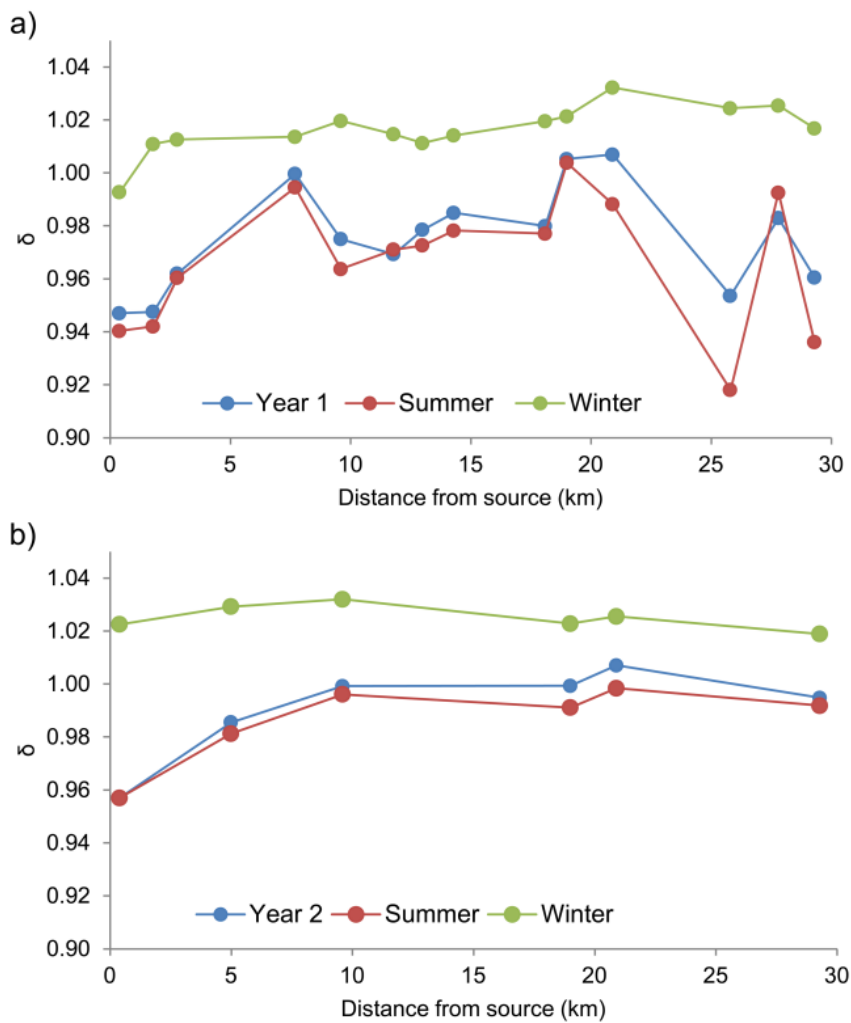 a)
1.04
1.02
1.00
0.98
δ
0.96
0.94
0.92
Year 1 Summer Winter
0.90
0 5 10 15 20 25 30
Distance from source (km)
b)
1.04
1.02
1.00
0.98
δ
0.96
0.94
0.92
Year 2 Summer Winter
0.90
0 5 10 15 20 25 30
Distance from source (km)